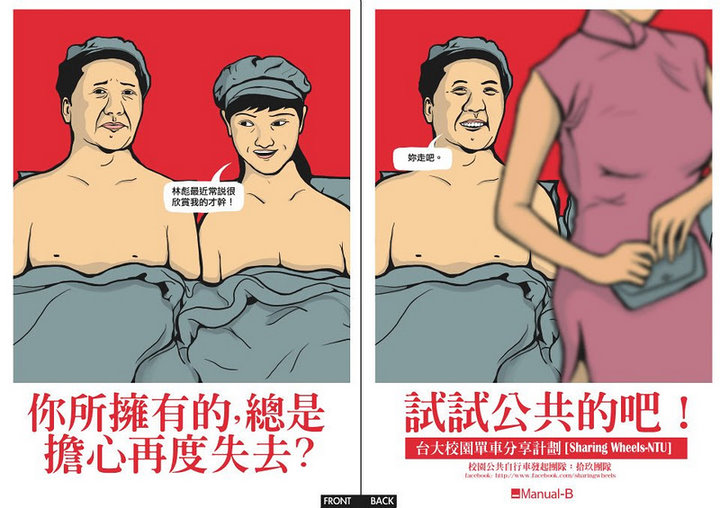 林彪最近常說很
欣賞我的才幹！
你所擁有的,總是
擔心再度失去?
妳走吧。
試試公共的吧！
台大校園單車分享計劃 [Sharing Wheels-NTU]
校園公共自行車發起團隊：拾玖團隊
facebook: http://www.facebook.com/sharingwheels
Manual-B
FRONT BACK